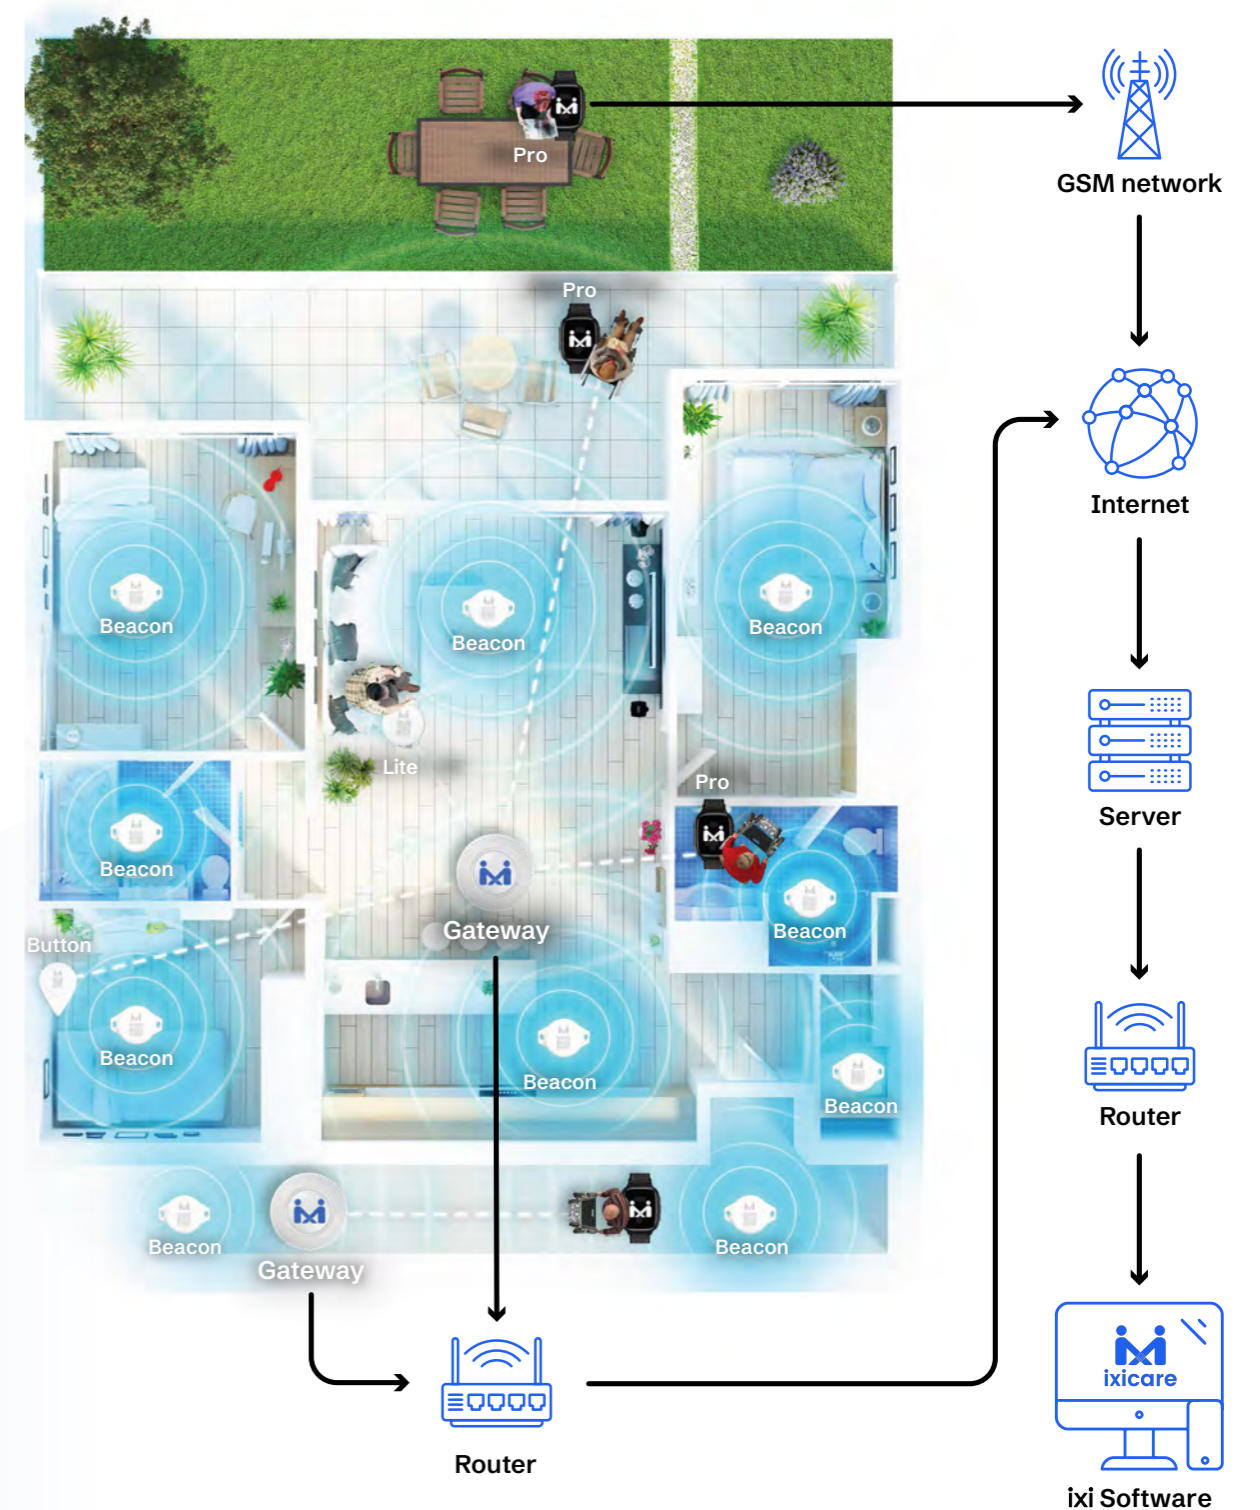 Pro
GSM network
Pro
Internet
Beacon
Beacon
Beacon
Lite
Pro
Server
Beacon
Gateway
Beacon
Button
Beacon
Beacon
Beacon
Router
Beacon
Gateway
Beacon
ixicare
Router
ixi Software